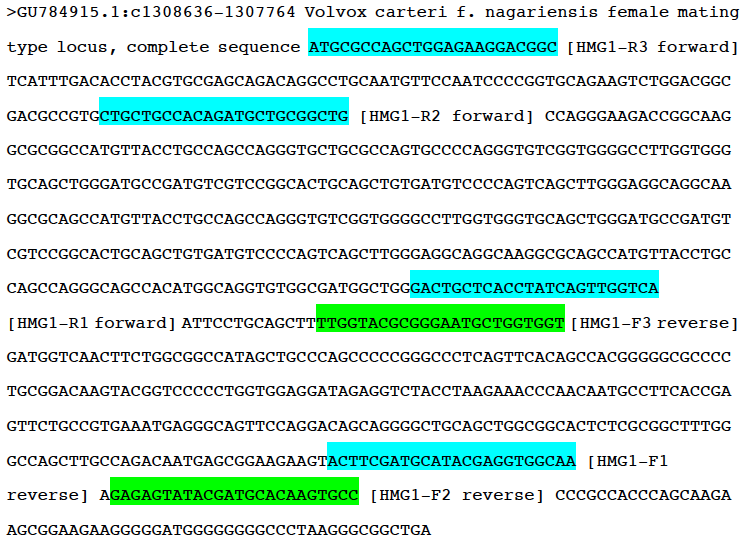 >GU784915.1:c1308636-1307764 Volvox carteri f. nagariensis female mating
type locus, complete sequence ATGCGCCAGCTGGAGAAGGACGGC [HMG1-R3 forward]
TCATTTGACACCTACGTGCGAGCAGACAGGCCTGCAATGTTCCAATCCCCGGTGCAGAAGTCTGGACGGC
GACGCCGTGCTGCTGCCACAGATGCTGCGGCTG [HMG1-R2 forward] CCAGGGAAGACCGGCAAG
GCGCGGCCATGTTACCTGCCAGCCAGGGTGCTGCGCCAGTGCCCCAGGGTGTCGGTGGGGCCTTGGTGGG
TGCAGCTGGGATGCCGATGTCGTCCGGCACTGCAGCTGTGATGTCCCCAGTCAGCTTGGGAGGCAGGCAA
GGCGCAGCCATGTTACCTGCCAGCCAGGGTGTCGGTGGGGCCTTGGTGGGTGCAGCTGGGATGCCGATGT
CGTCCGGCACTGCAGCTGTGATGTCCCCAGTCAGCTTGGGAGGCAGGCAAGGCGCAGCCATGTTACCTGC
CAGCCAGGGCAGCCACATGGCAGGTGTGGCGATGGCTGGGACTGCTCACCTATCAGTTGGTCA
[HMG1-R1 forward] ATTCCTGCAGCTTTTGGTACGCGGGAATGCTGGTGGT [HMG1-F3 reverse]
GATGGTCAACTTCTGGCGGCCATAGCTGCCCAGCCCCCGGGCCCTCAGTTCACAGCCACGGGGGCGCCCC
TGCGGACAAGTACGGTCCCCCTGGTGGAGGATAGAGGTCTACCTAAGAAACCCAACAATGCCTTCACCGA
GTTCTGCCGTGAAATGAGGGCAGTTCCAGGACAGCAGGGGCTGCAGCTGGCGGCACTCTCGCGGCTTTGG
GCCAGCTTGCCAGACAATGAGCGGAAGAAGTACTTCGATGCATACGAGGTGGCAA [HMG1-F1
reverse] AGAGAGTATACGATGCACAAGTGCC [HMG1-F2 reverse] CCCGCCACCCAGCAAGA
AGCGGAAGAAGGGGGATGGGGGGGGCCCTAAGGGCGGCTGA